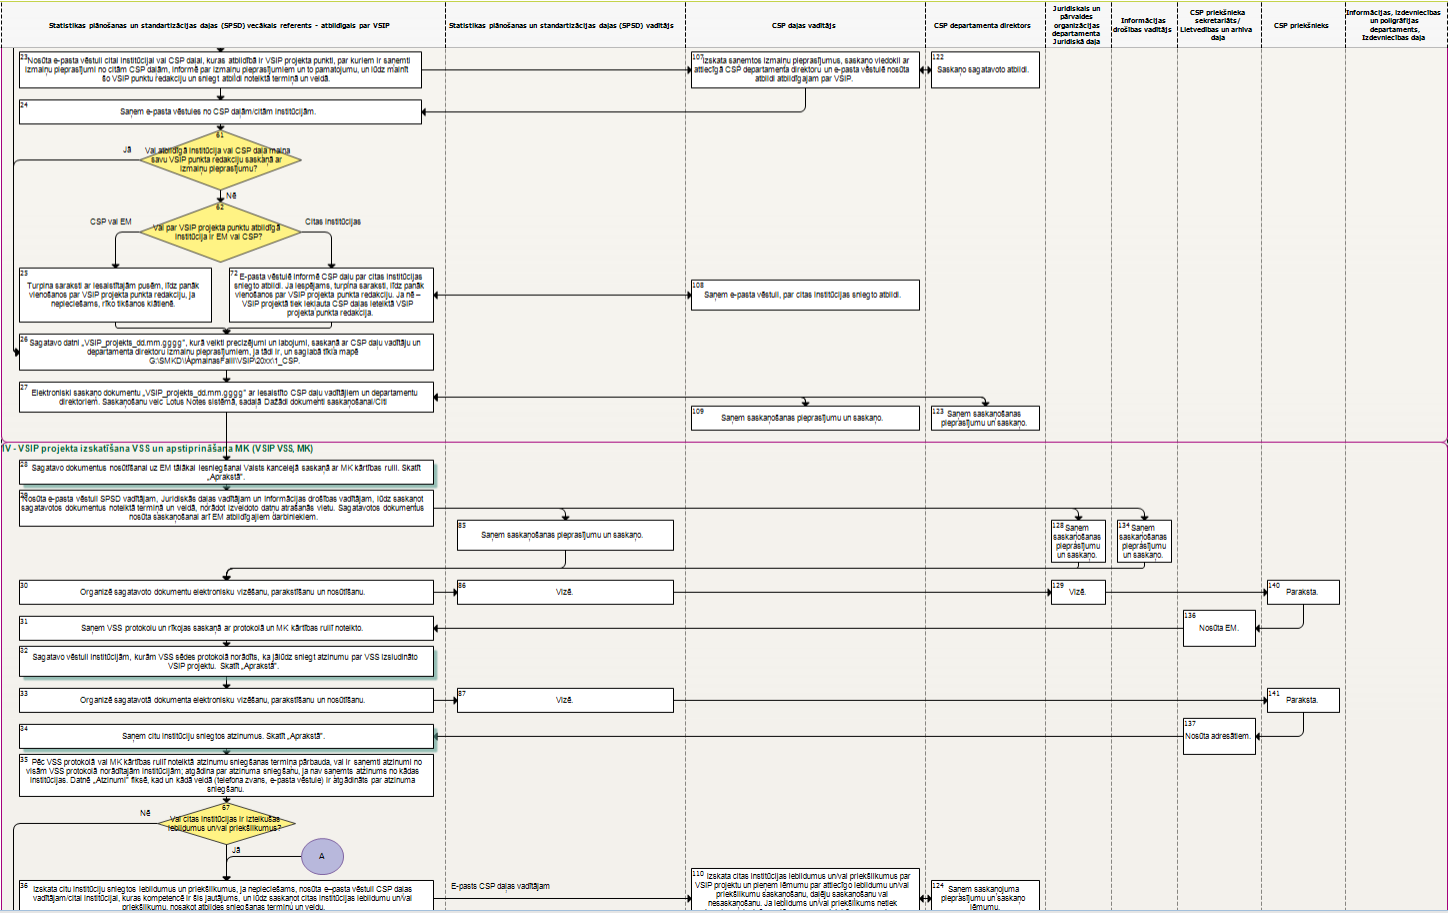 Statistikas plānošanas un standartizācijas daļas (SPSD) vecākais referents - atbildīgais par VSIP
Statistikas plānošanas un standartizācijas daļas (SPSD) vadītājs
CSP daļas vadītājs
CSP departamenta direktors
Juridiskais un
pārvaldes
organizācijas
departamenta
Juridiskā daļa
Informācijas
drošības vadītājs
CSP priekšnieka
sekretariāts/
Lietvedības un arhīva
daļa
CSP priekšnieks
Informācijas, izdevniecības
un poligrāfijas
departaments,
Izdevniecības daļa
23
Nosūta e-pasta vēstuli citai institūcijai vai CSP daļai, kuras atbildībā ir VSIP projekta punkti, par kuriem ir saņemti
izmaiņu pieprasījumi no citām CSP daļām, informē par izmaiņu pieprasījumiem un to pamatojumu, un lūdz mainīt
šo VSIP punktu redakciju un sniegt atbildi noteiktā termiņā un veidā.
107
Izskata saņemtos izmaiņu pieprasījumus, saskaņo viedokli ar
attiecīgā CSP departamenta direktoru un e-pasta vēstulē nosūta
atbildi atbildīgajam par VSIP.
122
Saskaņo sagatavoto atbildi.
24
Saņem e-pasta vēstules no CSP daļām/citām institūcijām.
61
Vai atbildīgā institūcija vai CSP daļa maina
savu VSIP punkta redakciju saskaņā ar
izmaiņu pieprasījumu?
Jā
Nē
62
Vai par VSIP projekta punktu atbildīgā
institūcija ir EM vai CSP?
CSP vai EM
Citas institūcijas
25
Turpina saraksti ar iesaistītajām pusēm, līdz panāk
vienošanos par VSIP projekta punkta redakciju, ja
nepieciešams, rīko tikšanos klātienē.
72
E-pasta vēstulē informē CSP daļu par citas institūcijas
sniegto atbildi. Ja iespējams, turpina saraksti, līdz panāk
vienošanos par VSIP projekta punkta redakciju. Ja nē –
VSIP projektā tiek iekļauta CSP daļas ieteiktā VSIP
projekta punkta redakcija.
108
Saņem e-pasta vēstuli, par citas institūcijas sniegto atbildi.
26
Sagatavo datni „VSIP_projekts_dd.mm.gggg”, kurā veikti precizējumi un labojumi, saskaņā ar CSP daļu vadītāju un
departamenta direktoru izmaiņu pieprasījumiem, ja tādi ir, un saglabā tīkla mapē
27
Elektroniski saskaņo dokumentu „VSIP_projekts_dd.mm.gggg” ar iesaistīto CSP daļu vadītājiem un departamentu
direktoriem. Saskaņošanu veic Lotus Notes sistēmā, sadaļā Dažādi dokumenti saskaņošanai/Citi
109
Saņem saskaņošanas pieprasījumu un saskaņo.
123
Saņem saskaņošanas
pieprasījumu un saskaņo.
IV - VSIP projekta izskatīšana VSS un apstiprināšana MK (VSIP VSS, MK)
28
Sagatavo dokumentus nosūtīšanai uz EM tālākai iesniegšanai Valsts kancelejā saskaņā ar MK kārtības rulli. Skatīt
„Aprakstā”.
29
Nosūta e-pasta vēstuli SPSD vadītājam, Juridiskās daļas vadītājam un Informācijas drošības vadītājam, lūdz saskaņot
sagatavotos dokumentus noteiktā termiņā un veidā, norādot izveidoto datņu atrašanās vietu. Sagatavotos dokumentus
nosūta saskaņošanai arī EM atbildīgajiem darbiniekiem.
85
Saņem saskaņošanas pieprasījumu un saskaņo.
128
Saņem
saskaņošanas
pieprasījumu
un saskaņo.
134
Saņem
saskaņošanas
pieprasījumu
un saskaņo.
30
Organizē sagatavoto dokumentu elektronisku vizēšanu, parakstīšanu un nosūtīšanu.
86
Vizē.
129
Vizē.
140
Paraksta.
31
Saņem VSS protokolu un rīkojas saskaņā ar protokolā un MK kārtības rullī noteikto.
136
Nosūta EM.
32
Sagatavo vēstuli institūcijām, kurām VSS sēdes protokolā norādīts, ka jālūdz sniegt atzinumu par VSS izsludināto
VSIP projektu. Skatīt „Aprakstā”.
33
Organizē sagatavotā dokumenta elektronisku vizēšanu, parakstīšanu un nosūtīšanu.
87
Vizē.
141
Paraksta.
34
Saņem citu institūciju sniegtos atzinumus. Skatīt „Aprakstā”.
137
Nosūta adresātiem.
35
Pēc VSS protokolā vai MK kārtības rullī noteiktā atzinumu sniegšanas termiņa pārbauda, vai ir saņemti atzinumi no
visām VSS protokolā norādītajām institūcijām; atgādina par atzinuma sniegšanu, ja nav saņemts atzinums no kādas
institūcijas. Datnē „Atzinumi” fiksē, kad un kādā veidā (telefona zvans, e-pasta vēstule) ir atgādināts par atzinuma
sniegšanu.
67
Vai citas institūcijas ir izteikušas
iebildumus un/vai priekšlikumus?
Nē
Jā
A
36
Izskata citu institūciju sniegtos iebildumus un priekšlikumus, ja nepieciešams, nosūta e-pasta vēstuli CSP daļas
vadītājam/citai institūcijai, kuras kompetencē ir šis jautājums, un lūdz saskaņot citas institūcijas iebildumu un/vai
priekšlikumu, nosakot atbildes sniegšanas termiņu un veidu.
E-pasts CSP daļas vadītājam
110
Izskata citas institūcijas iebildumus un/vai priekšlikumus par
VSIP projektu un pieņem lēmumu par attiecīgo iebildumu un/vai
priekšlikumu saskaņošanu, daļēju saskaņošanu vai
nesaskaņošanu. Ja iebildumus un/vai priekšlikumus netiek
124
Saņem saskaņojuma
pieprasījumu un saskaņo
lēmumu.